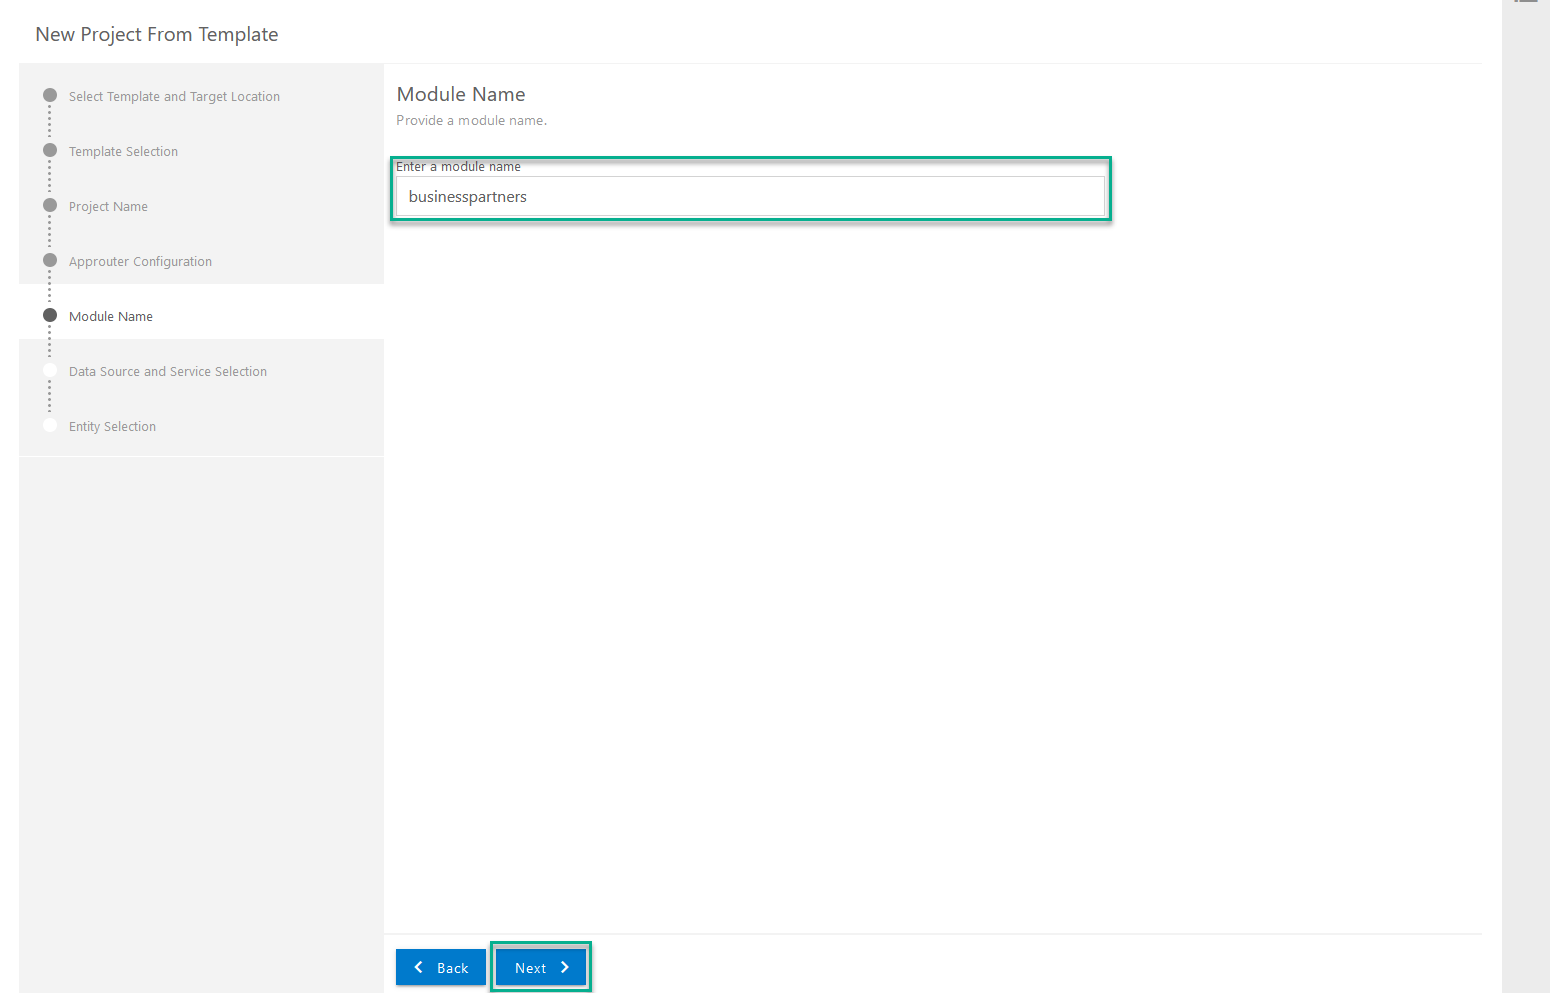 New Project From Template
Select Template and Target Location
Template Selection
Project Name
Approuter Configuration
Module Name
Data Source and Service Selection
Entity Selection
Module Name
Provide a module name.
Enter a module name
businesspartners
Back
Next